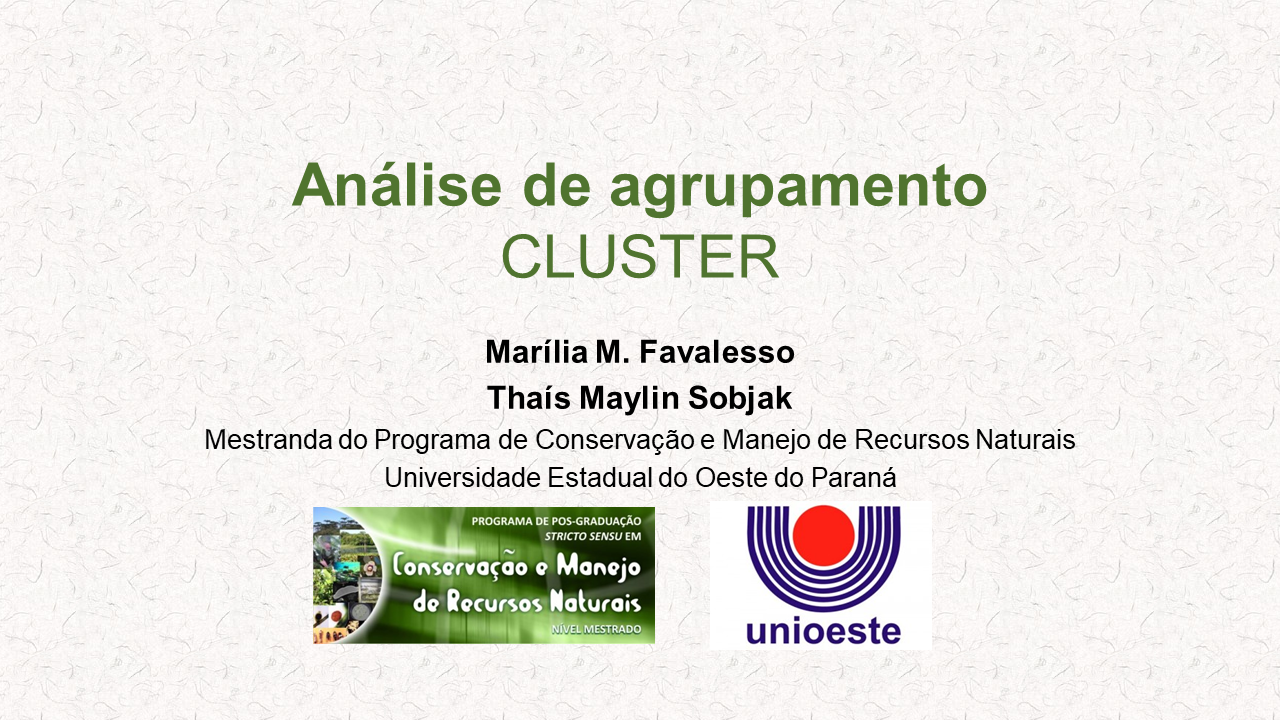 Análise de agrupamento
CLUSTER
Marília M. Favalesso
Thaís Maylin Sobjak
Mestranda do Programa de Conservação e Manejo de Recursos Naturais
Universidade Estadual do Oeste do Paraná
PROGRAMA DE POS-GRADUAÇÃO
STRICTO SENSU EM
Conservação e Manejo
de Recursos Naturais
NÍVEL MESTRADO
unioeste